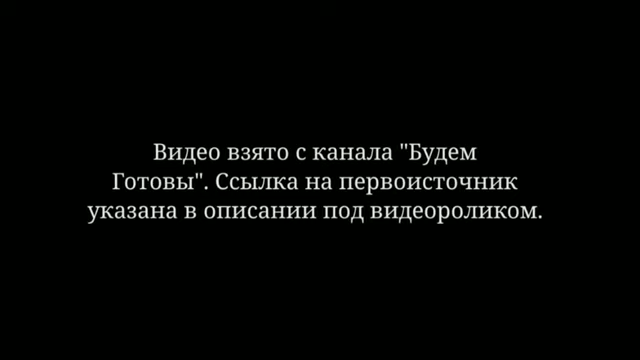 Видео взято с канала "Будем
Готовы". Ссылка на первоисточник
указана в описании под видеороликом.